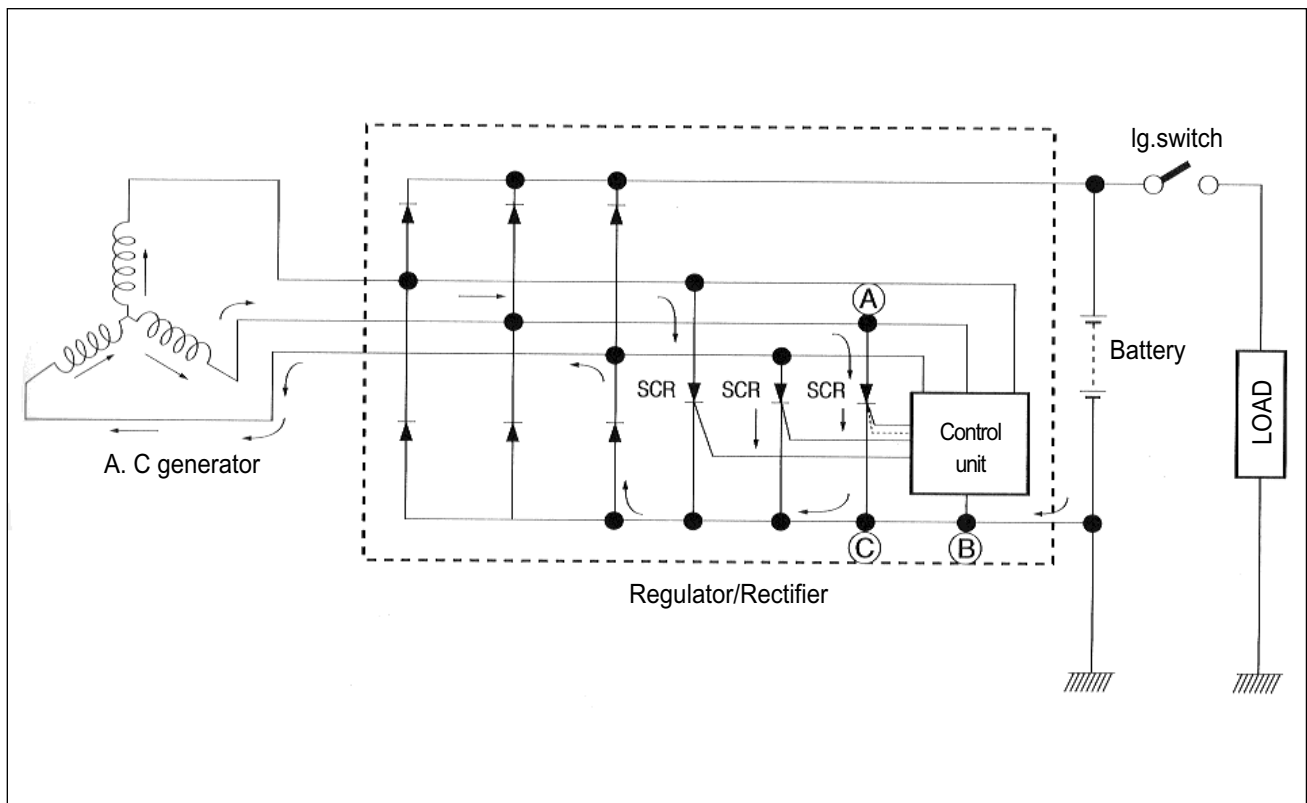 Ig.switch
A
Battery
SCR
SCR
SCR
Control
unit
LOAD
A. C generator
C
B
Regulator/Rectifier